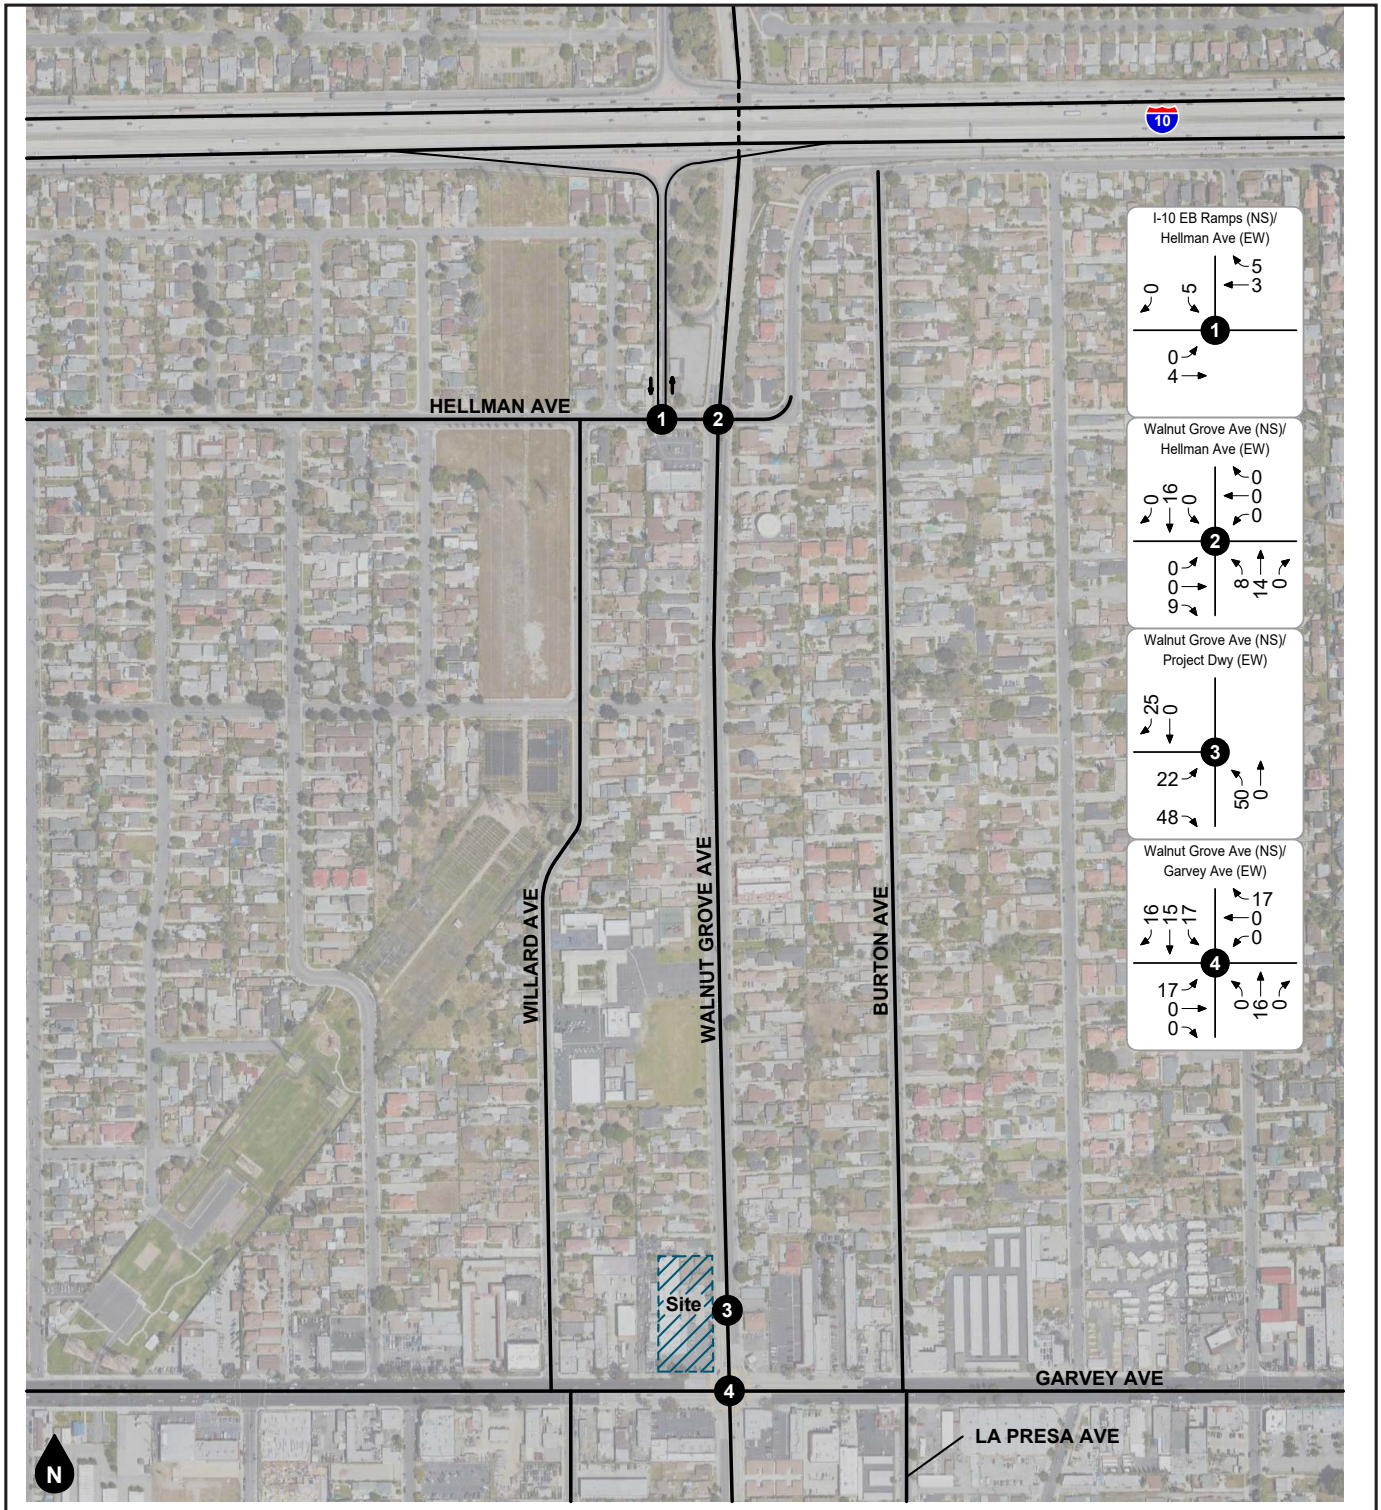 10
I-10 EB Ramps (NS)/
Hellman Ave (EW)
5
3
0
5
1
0
4
HELLMAN AVE
1
2
Walnut Grove Ave (NS)/
Hellman Ave (EW)
0
0
0
0
16
0
2
0
0
9
8
14
0
Walnut Grove Ave (NS)/
Project Dwy (EW)
25
0
3
22
48
50
0
Walnut Grove Ave (NS)/
Garvey Ave (EW)
17
0
0
16
15
17
4
17
0
0
0
16
0
WILLARD AVE
WALNUT GROVE AVE
BURTON AVE
Site
3
4
GARVEY AVE
LA PRESA AVE
N